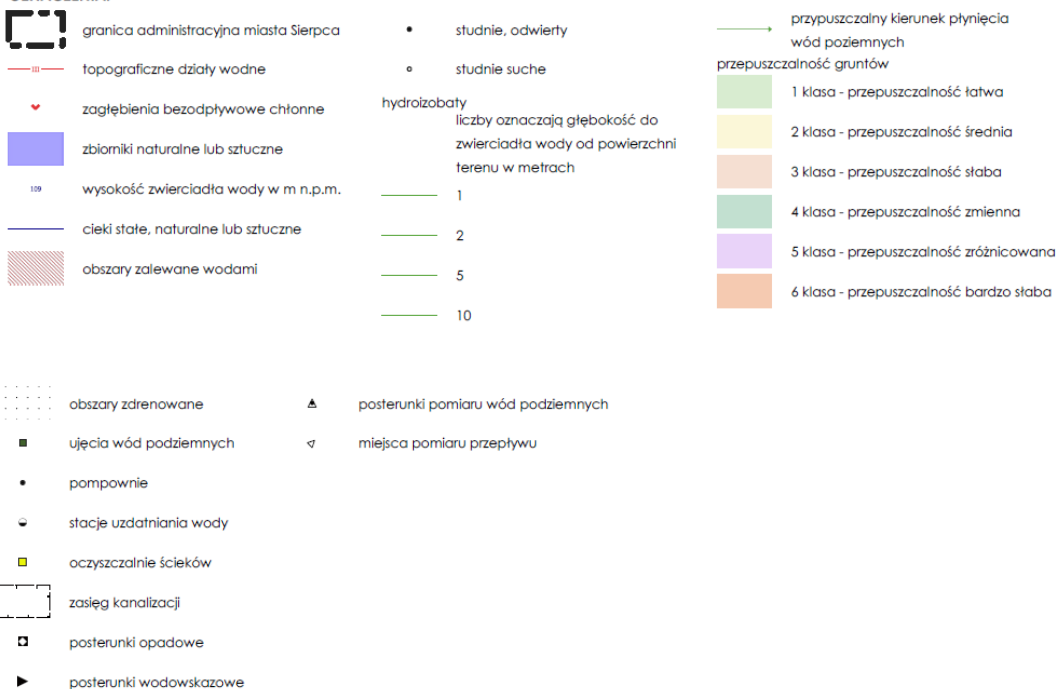 granica administracyjna miasta Sierpca
III
topograficzne działy wodne
zagłębienia bezodpływowe chłonne
zbiorniki naturalne lub sztuczne
109
wysokość zwierciadła wody w m n.p.m.
cieki stałe, naturalne lub sztuczne
obszary zalewane wodami
studnie, odwierty
studnie suche
hydroizobaty
liczby oznaczają głębokość do
zwierciadła wody od powierzchni
terenu w metrach
1
2
5
10
przypuszczalny kierunek płynięcia
wód poziemnych
przepuszczalność gruntów
1 klasa - przepuszczalność łatwa
2 klasa - przepuszczalność średnia
3 klasa - przepuszczalność słaba
4 klasa - przepuszczalność zmienna
5 klasa - przepuszczalność zróżnicowana
6 klasa - przepuszczalność bardzo słaba
obszary zdrenowane
ujęcia wód podziemnych
pompownie
stacje uzdatniania wody
oczyszczalnie ścieków
zasięg kanalizacji
posterunki opadowe
posterunki wodowskazowe
posterunki pomiaru wód podziemnych
miejsca pomiaru przepływu